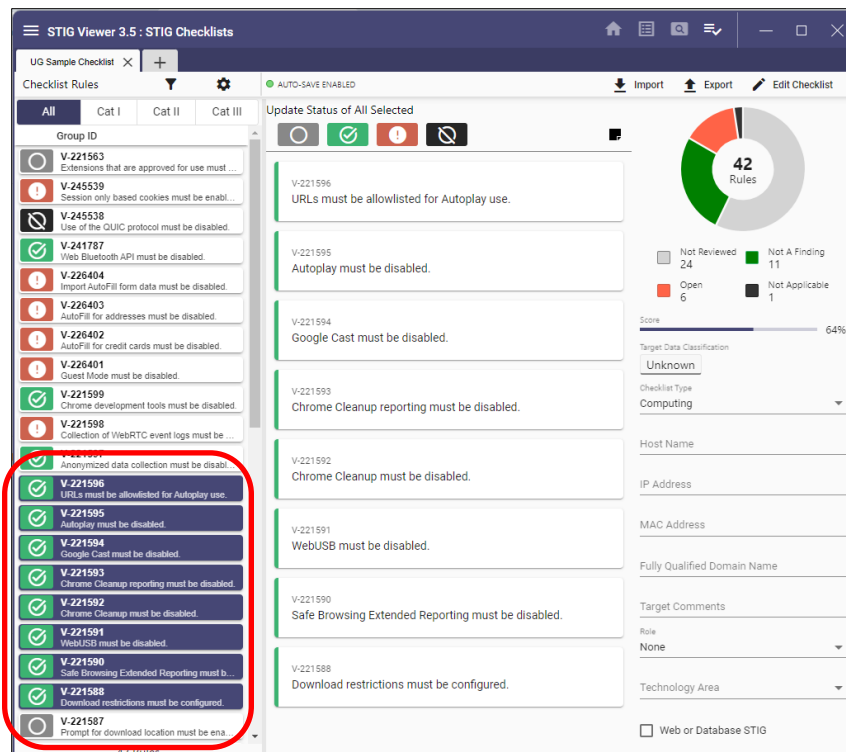 STIG Viewer 3.5 : STIG Checklists
UG Sample Checklist
Checklist Rules
AUTO-SAVE ENABLED
Import
Export
Edit Checklist
All
Cat I
Cat II
Cat III
Group ID
V-221563
Extensions that are approved for use must ...
V-245539
Session only based cookies must be enabl...
V-245538
Use of the QUIC protocol must be disabled.
V-241787
Web Bluetooth API must be disabled.
V-226404
Import AutoFill form data must be disabled.
V-226403
AutoFill for addresses must be disabled.
V-226402
AutoFill for credit cards must be disabled.
V-226401
Guest Mode must be disabled.
V-221599
Chrome development tools must be disabled.
V-221598
Collection of WebRTC event logs must be ...
Anonymized data collection must be disabl...
V-221596
URLs must be allowlisted for Autoplay use.
V-221595
Autoplay must be disabled.
V-221594
Google Cast must be disabled.
V-221593
Chrome Cleanup reporting must be disabled.
V-221592
Chrome Cleanup must be disabled.
V-221591
WebUSB must be disabled.
V-221590
Safe Browsing Extended Reporting must b...
V-221588
Download restrictions must be configured.
V-221587
Prompt for download location must be ena...
Update Status of All Selected
V-221596
URLs must be allowlisted for Autoplay use.
V-221595
Autoplay must be disabled.
V-221594
Google Cast must be disabled.
V-221593
Chrome Cleanup reporting must be disabled.
V-221592
Chrome Cleanup must be disabled.
V-221591
WebUSB must be disabled.
V-221590
Safe Browsing Extended Reporting must be disabled.
V-221588
Download restrictions must be configured.
42
Rules
Not Reviewed
24
Not A Finding
11
Open
6
Not Applicable
1
Score
64%
Target Data Classification
Unknown
Checklist Type
Computing
Host Name
IP Address
MAC Address
Fully Qualified Domain Name
Target Comments
Role
None
Technology Area
Web or Database STIG